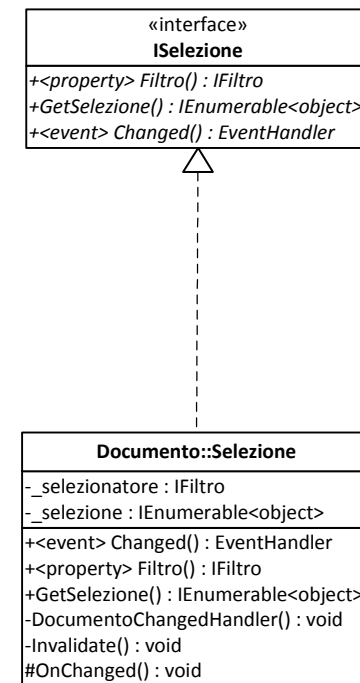 «interface»
ISelezione
+<property> Filtro() : IFiltro
+GetSelezione() : IEnumerable<object>
+<event> Changed() : EventHandler
Documento::Selezione
-_selezionatore : IFiltro
-_selezione : IEnumerable<object>
+<event> Changed() : EventHandler
+<property> Filtro() : IFiltro
+GetSelezione() : IEnumerable<object>
-DocumentoChangedHandler() : void
-Invalidate() : void
#OnChanged() : void